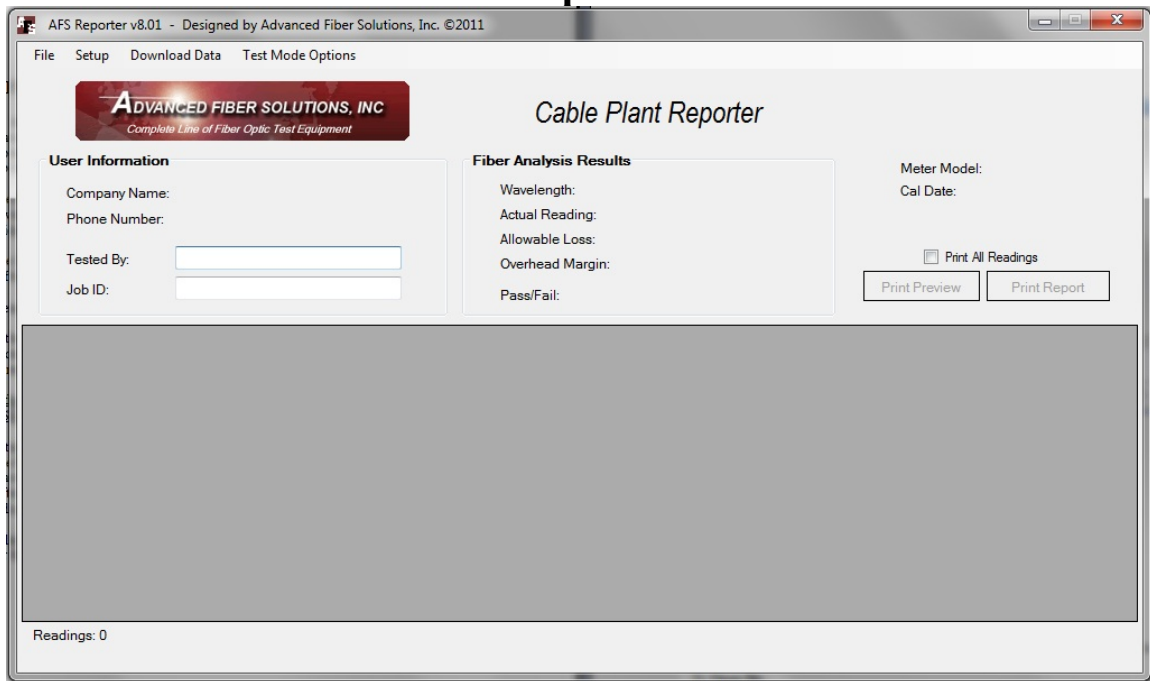 AFS Reporter v8.01 - Designed by Advanced Fiber Solutions, Inc. ©2011
File Setup Download Data Test Mode Options
ADVANCED FIBER SOLUTIONS, INC
Complete Line of Fiber Optic Test Equipment
Cable Plant Reporter
User Information
Company Name:
Phone Number:
Tested By:
Job ID:
Fiber Analysis Results
Wavelength:
Actual Reading:
Allowable Loss:
Overhead Margin:
Pass/Fail:
Meter Model:
Cal Date:
Print All Readings
Print Preview Print Report
Readings: 0